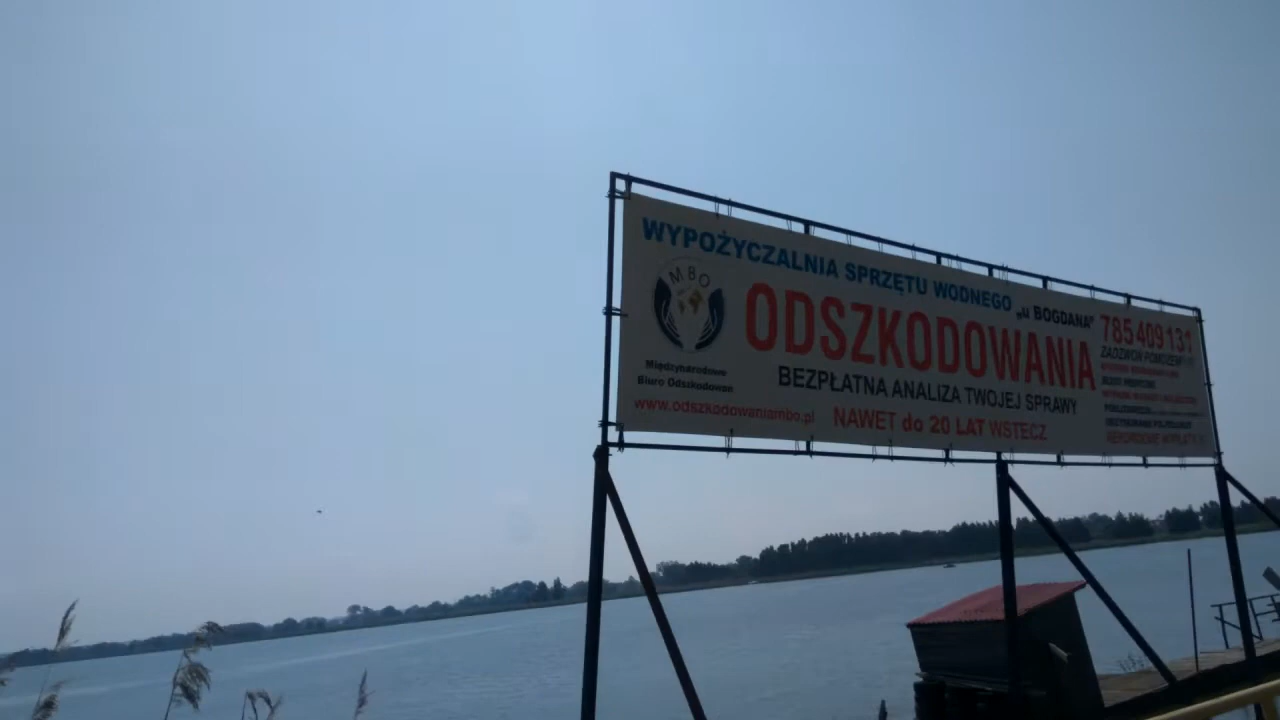 WYPOŻYCZALNIA SPRZĘTU WODNEGO „u BOGDANA"
MBO
Międzynarodowe
Biuro Odszkodowań
www.odszkodowaniambo.pl
ODSZKODOWANIA
BEZPŁATNA ANALIZA TWOJEJ SPRAWY
NAWET do 20 LAT WSTECZ
785 409 131
ZADZWOŃ POMOŻEMY